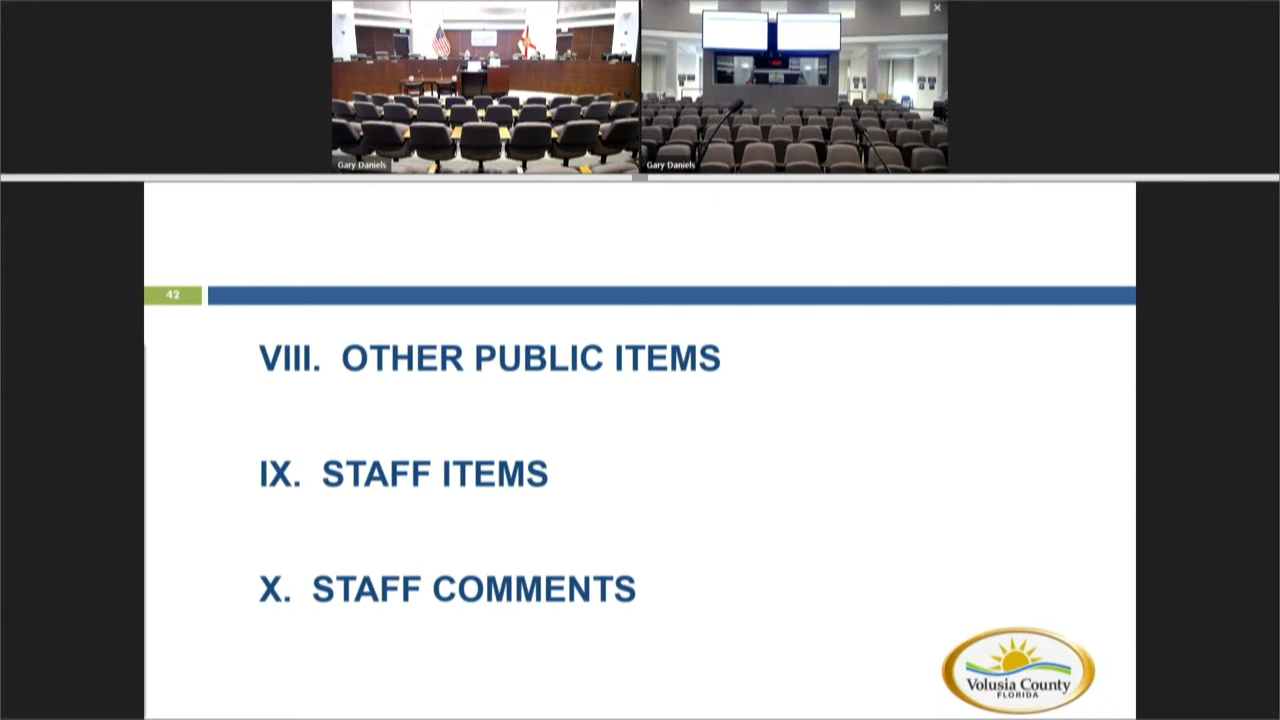 Gary Daniels
Gary Daniels
42
VIII. OTHER PUBLIC ITEMS
IX. STAFF ITEMS
X. STAFF COMMENTS
Volusia County
FLORIDA